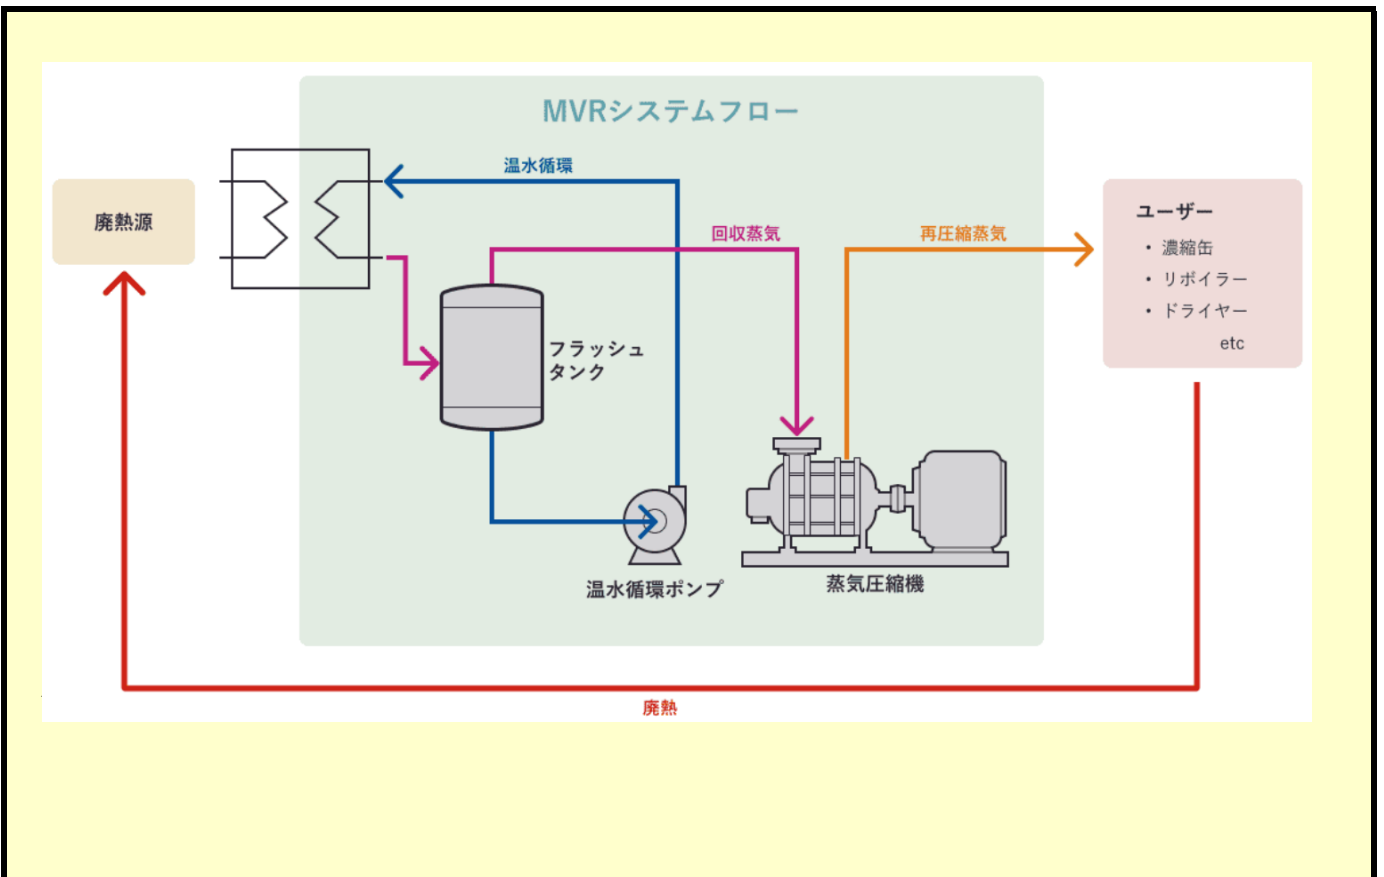 MVRシステムフロー
温水循環
廃熱源
回収蒸気
再圧縮蒸気
ユーザー
・ 濃縮缶
・ リボイラー
・ ドライヤー
etc
フラッシュ
タンク
温水循環ポンプ
蒸気圧縮機
廃熱